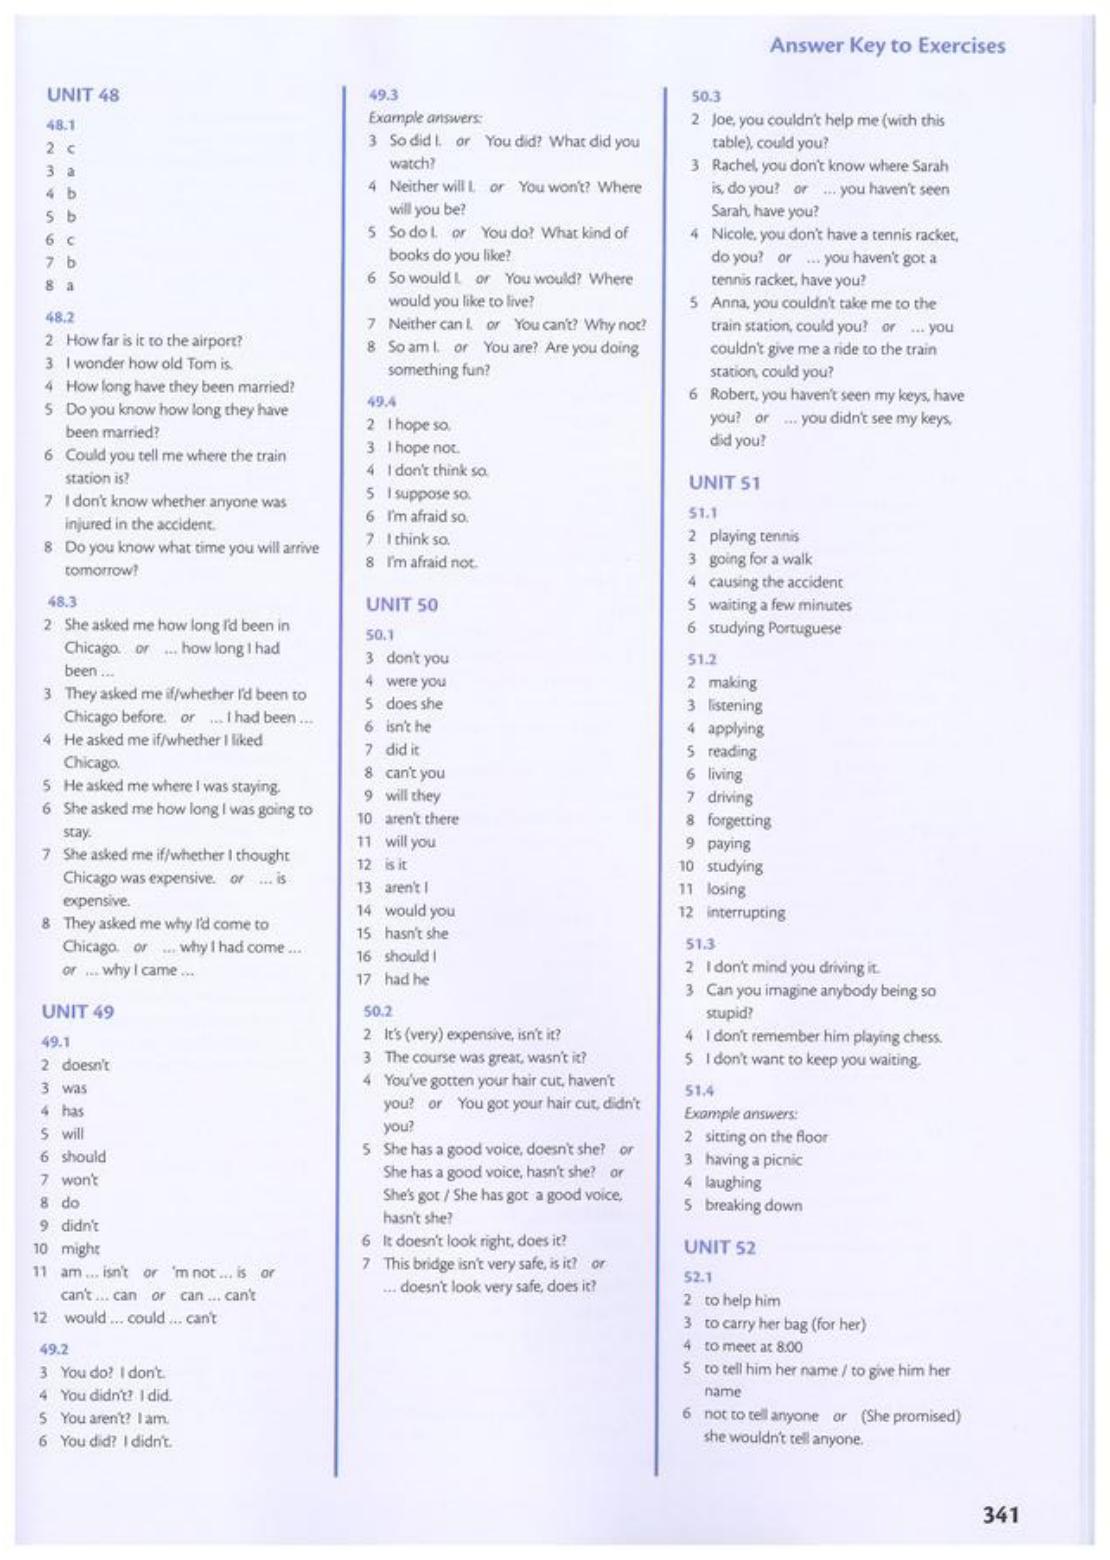 Answer Key to Exercises
UNIT 48
48.1
2 c
3 a
4 b
5 b
6 c
7 b
8 a
48.2
2 How far is it to the airport?
3 I wonder how old Tom is.
4 How long have they been married?
5 Do you know how long they have
been married?
6 Could you tell me where the train
station is?
7 I don't know whether anyone was
injured in the accident.
8 Do you know what time you will arrive
tomorrow?
48.3
2 She asked me how long I'd been in
Chicago. or ... how long I had
been ...
3 They asked me if/whether I'd been to
Chicago before. or ... I had been ...
4 He asked me if/whether I liked
Chicago.
5 He asked me where I was staying.
6 She asked me how long I was going to
stay.
7 She asked me if/whether I thought
Chicago was expensive. or ... is
expensive.
8 They asked me why I'd come to
Chicago. or ... why I had come ...
or ... why I came ...
UNIT 49
49.1
2 doesn't
3 was
4 has
5 will
6 should
7 won't
8 do
9 didn't
10 might
11 am ... isn't or 'm not ... is or
can't ... can or can ... can't
12 would ... could ... can't
49.2
3 You do? I don't.
4 You didn't? I did.
5 You aren't? I am.
6 You did? I didn't.
49.3
Example answers:
3 So did I. or You did? What did you
watch?
4 Neither will I. or You won't? Where
will you be?
5 So do I. or You do? What kind of
books do you like?
6 So would I. or You would? Where
would you like to live?
7 Neither can I. or You can't? Why not?
8 So am I. or You are? Are you doing
something fun?
49.4
2 I hope so.
3 I hope not.
4 I don't think so.
5 I suppose so.
6 I'm afraid so.
7 I think so.
8 I'm afraid not.
UNIT 50
50.1
3 don't you
4 were you
5 does she
6 isn't he
7 did it
8 can't you
9 will they
10 aren't there
11 will you
12 is it
13 aren't I
14 would you
15 hasn't she
16 should I
17 had he
50.2
2 It's (very) expensive, isn't it?
3 The course was great, wasn't it?
4 You've gotten your hair cut, haven't
you? or You got your hair cut, didn't
you?
5 She has a good voice, doesn't she? or
She has a good voice, hasn't she? or
She's got / She has got a good voice,
hasn't she?
6 It doesn't look right, does it?
7 This bridge isn't very safe, is it? or
... doesn't look very safe, does it?
50.3
2 Joe, you couldn't help me (with this
table), could you?
3 Rachel, you don't know where Sarah
is, do you? or ... you haven't seen
Sarah, have you?
4 Nicole, you don't have a tennis racket,
do you? or ... you haven't got a
tennis racket, have you?
5 Anna, you couldn't take me to the
train station, could you? or ... you
couldn't give me a ride to the train
station, could you?
6 Robert, you haven't seen my keys, have
you? or ... you didn't see my keys,
did you?
UNIT 51
51.1
2 playing tennis
3 going for a walk
4 causing the accident
5 waiting a few minutes
6 studying Portuguese
51.2
2 making
3 listening
4 applying
5 reading
6 living
7 driving
8 forgetting
9 paying
10 studying
11 losing
12 interrupting
51.3
2 I don't mind you driving it.
3 Can you imagine anybody being so
stupid?
4 I don't remember him playing chess.
5 I don't want to keep you waiting.
51.4
Example answers:
2 sitting on the floor
3 having a picnic
4 laughing
5 breaking down
UNIT 52
52.1
2 to help him
3 to carry her bag (for her)
4 to meet at 8:00
5 to tell him her name / to give him her
name
6 not to tell anyone or (She promised)
she wouldn't tell anyone.
341